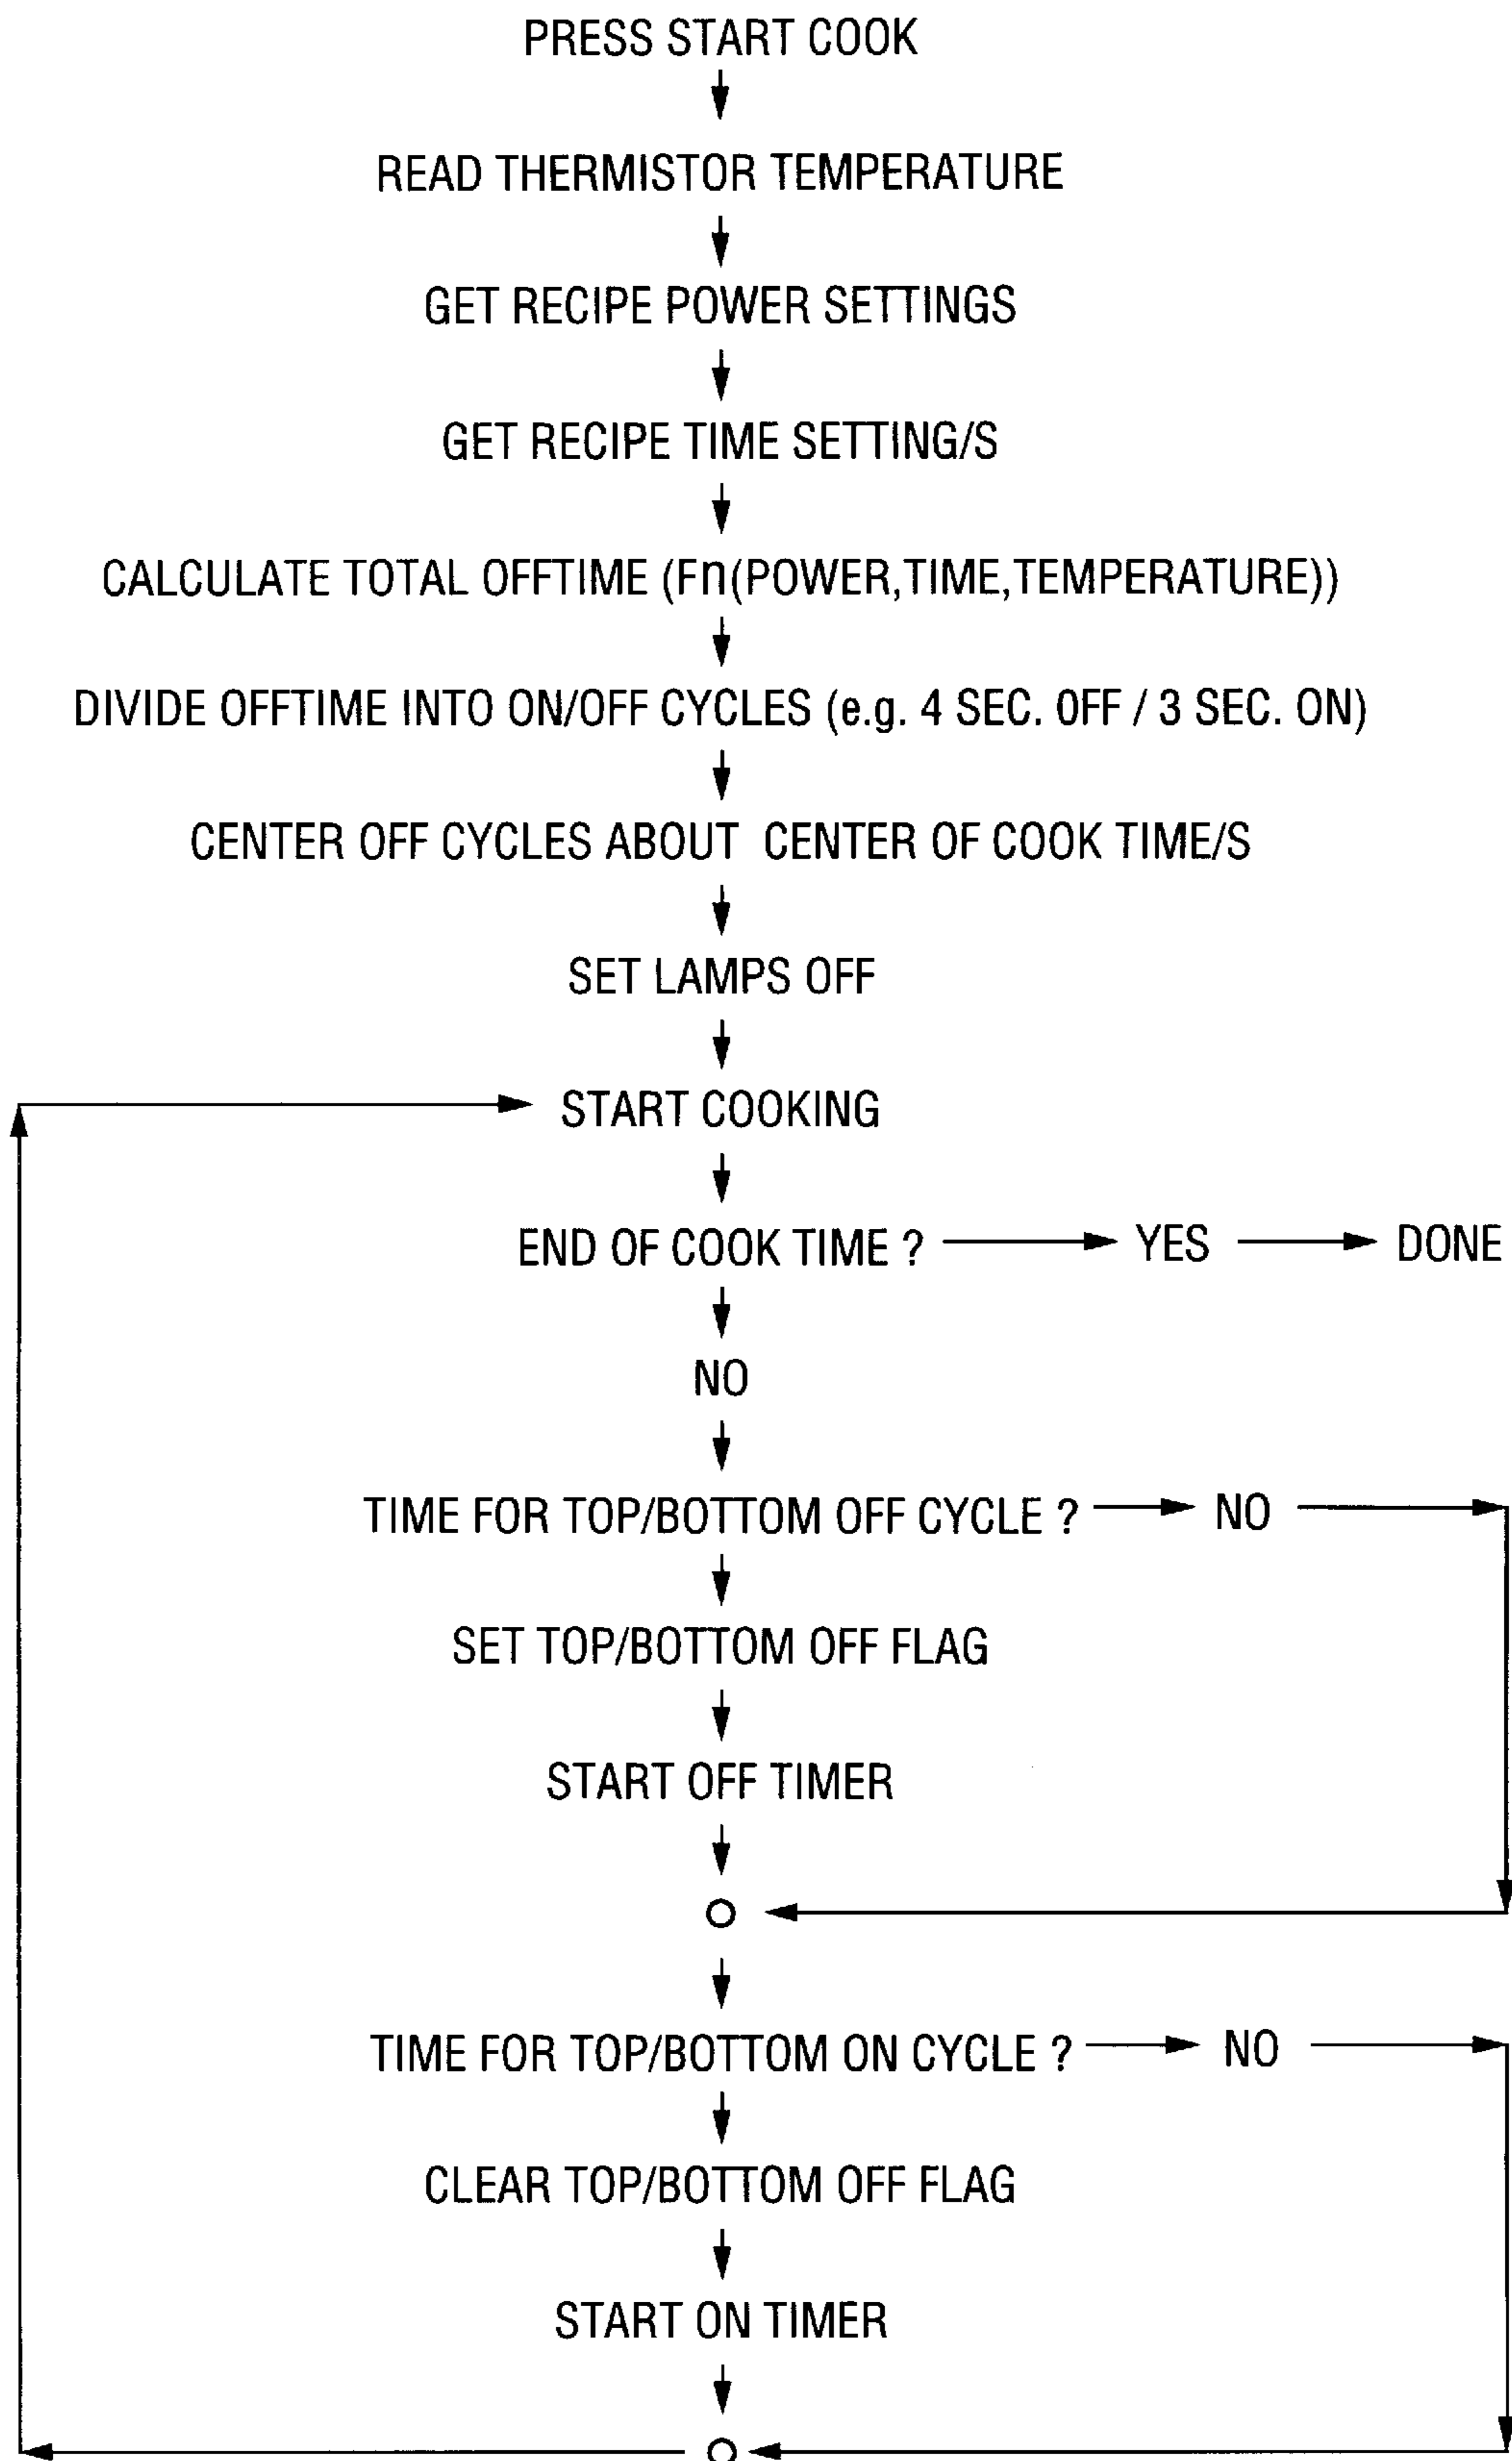 PRESS START COOK
READ THERMISTOR TEMPERATURE
GET RECIPE POWER SETTINGS
GET RECIPE TIME SETTING/S
CALCULATE TOTAL OFFTIME (Fn(POWER,TIME,TEMPERATURE))
DIVIDE OFFTIME INTO ON/OFF CYCLES (e.g. 4 SEC. OFF / 3 SEC. ON)
CENTER OFF CYCLES ABOUT CENTER OF COOK TIME/S
SET LAMPS OFF
START COOKING
END OF COOK TIME ? YES DONE
NO
TIME FOR TOP/BOTTOM OFF CYCLE ? NO
SET TOP/BOTTOM OFF FLAG
START OFF TIMER
TIME FOR TOP/BOTTOM ON CYCLE ? NO
CLEAR TOP/BOTTOM OFF FLAG
START ON TIMER